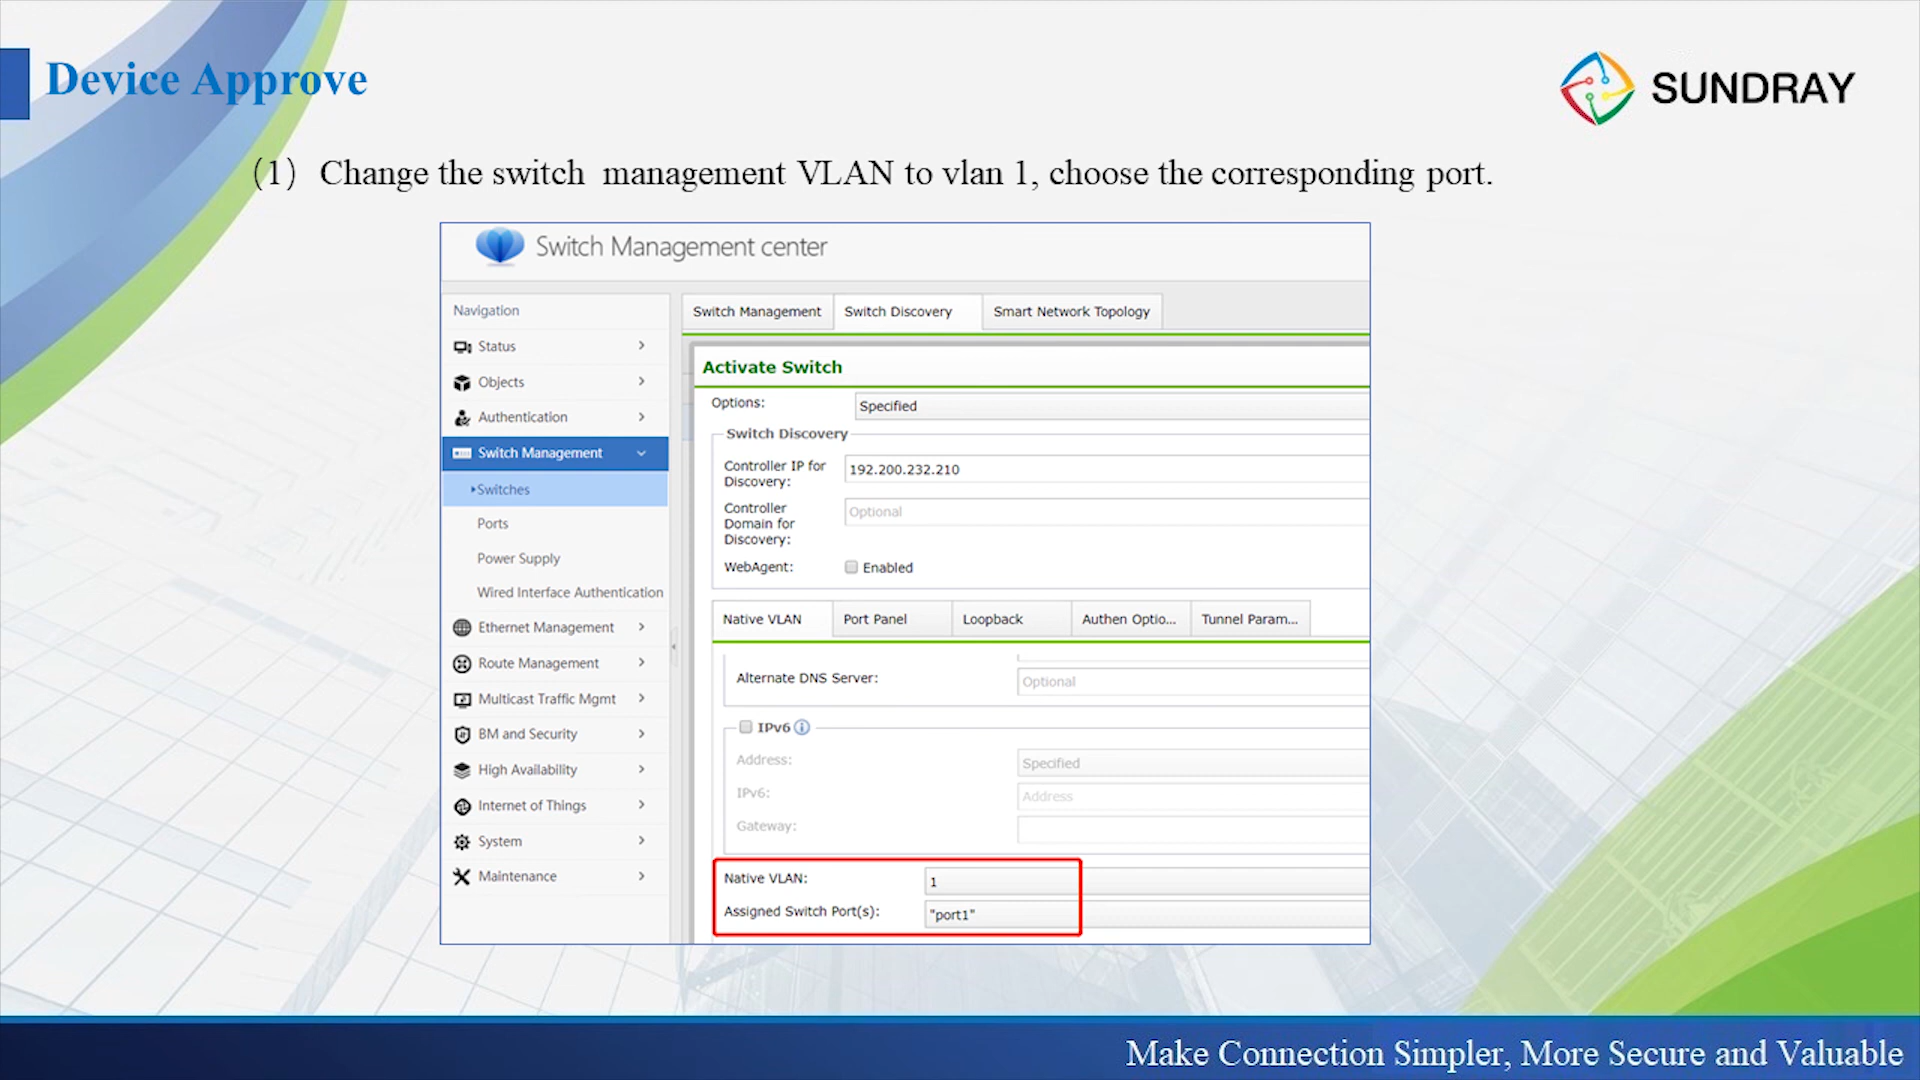 Device Approve
SUNDRAY
(1) Change the switch management VLAN to vlan 1, choose the corresponding port.
Switch Management center
Navigation
Status
Objects
Authentication
Switch Management
Switches
Ports
Power Supply
Wired Interface Authentication
Ethernet Management
Route Management
Multicast Traffic Mgmt
BM and Security
High Availability
Internet of Things
System
Maintenance
Switch Management Switch Discovery Smart Network Topology
Activate Switch
Options: Specified
Switch Discovery
Controller IP for Discovery: 192.200.232.210
Controller Domain for Discovery: Optional
WebAgent: Enabled
Native VLAN Port Panel Loopback Authen Optio... Tunnel Param...
Alternate DNS Server: Optional
IPv6
Address: Specified
IPv6: Address
Gateway:
Native VLAN: 1
Assigned Switch Port(s): "port1"
Make Connection Simpler, More Secure and Valuable